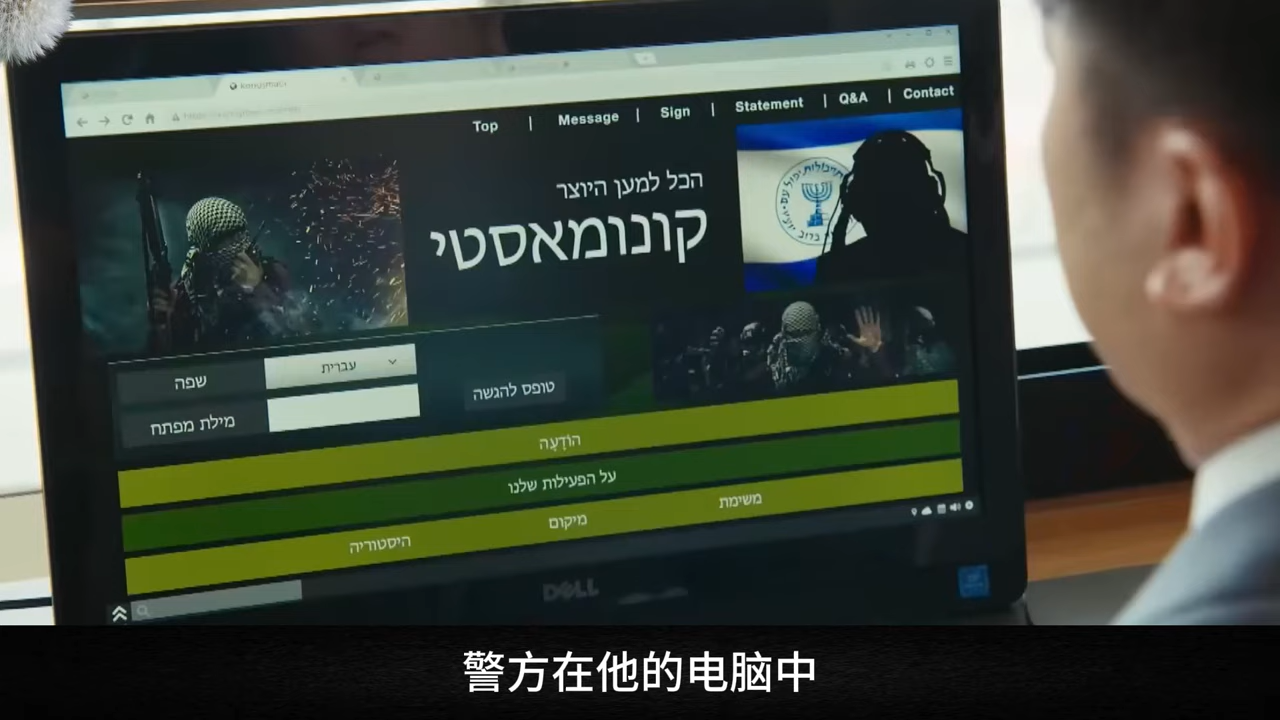 Top | Message | Sign | Statement | Q&A | Contact
הכל למען היוצר
קונומאסטי
שפה
עברית
מילת מפתח
טופס להגשה
הוֹדָעָה
על הפעילות שלנו
משימת
מיקום
היסטוריה
DELL
警方在他的电脑中